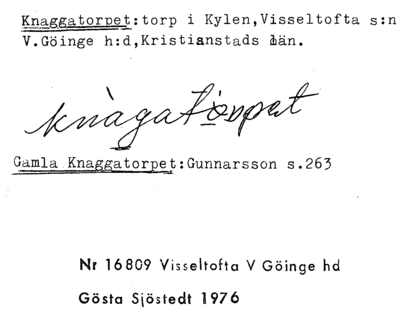 Knaggatorpet:torp i Kylen,Visseltofta s:n
V.Göinge h:d,Kristianstads län.
knàgatòrpet
Gamla Knaggatorpet:Gunnarsson s.263
Nr 16809 Visseltofta V Göinge hd
Gösta Sjöstedt 1976